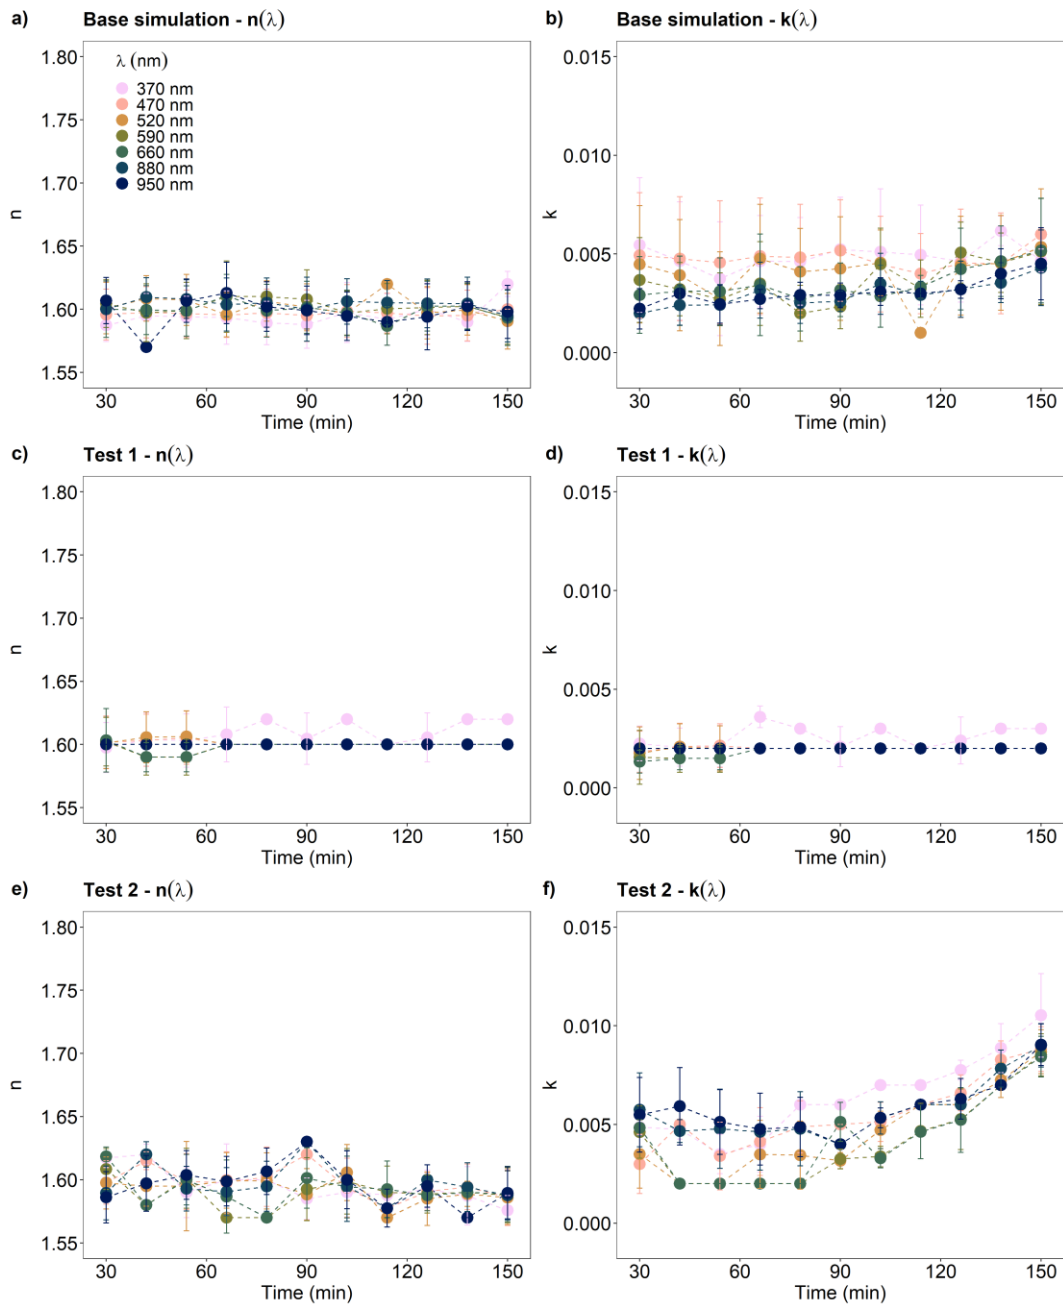 a) Base simulation - n(λ)
1.80
1.75
1.70
1.65
1.60
1.55
n
λ (nm)
370 nm
470 nm
520 nm
590 nm
660 nm
880 nm
950 nm
30 60 90 120 150
Time (min)
b) Base simulation - k(λ)
0.015
0.010
0.005
0.000
k
30 60 90 120 150
Time (min)
c) Test 1 - n(λ)
1.80
1.75
1.70
1.65
1.60
1.55
n
30 60 90 120 150
Time (min)
d) Test 1 - k(λ)
0.015
0.010
0.005
0.000
k
30 60 90 120 150
Time (min)
e) Test 2 - n(λ)
1.80
1.75
1.70
1.65
1.60
1.55
n
30 60 90 120 150
Time (min)
f) Test 2 - k(λ)
0.015
0.010
0.005
0.000
k
30 60 90 120 150
Time (min)